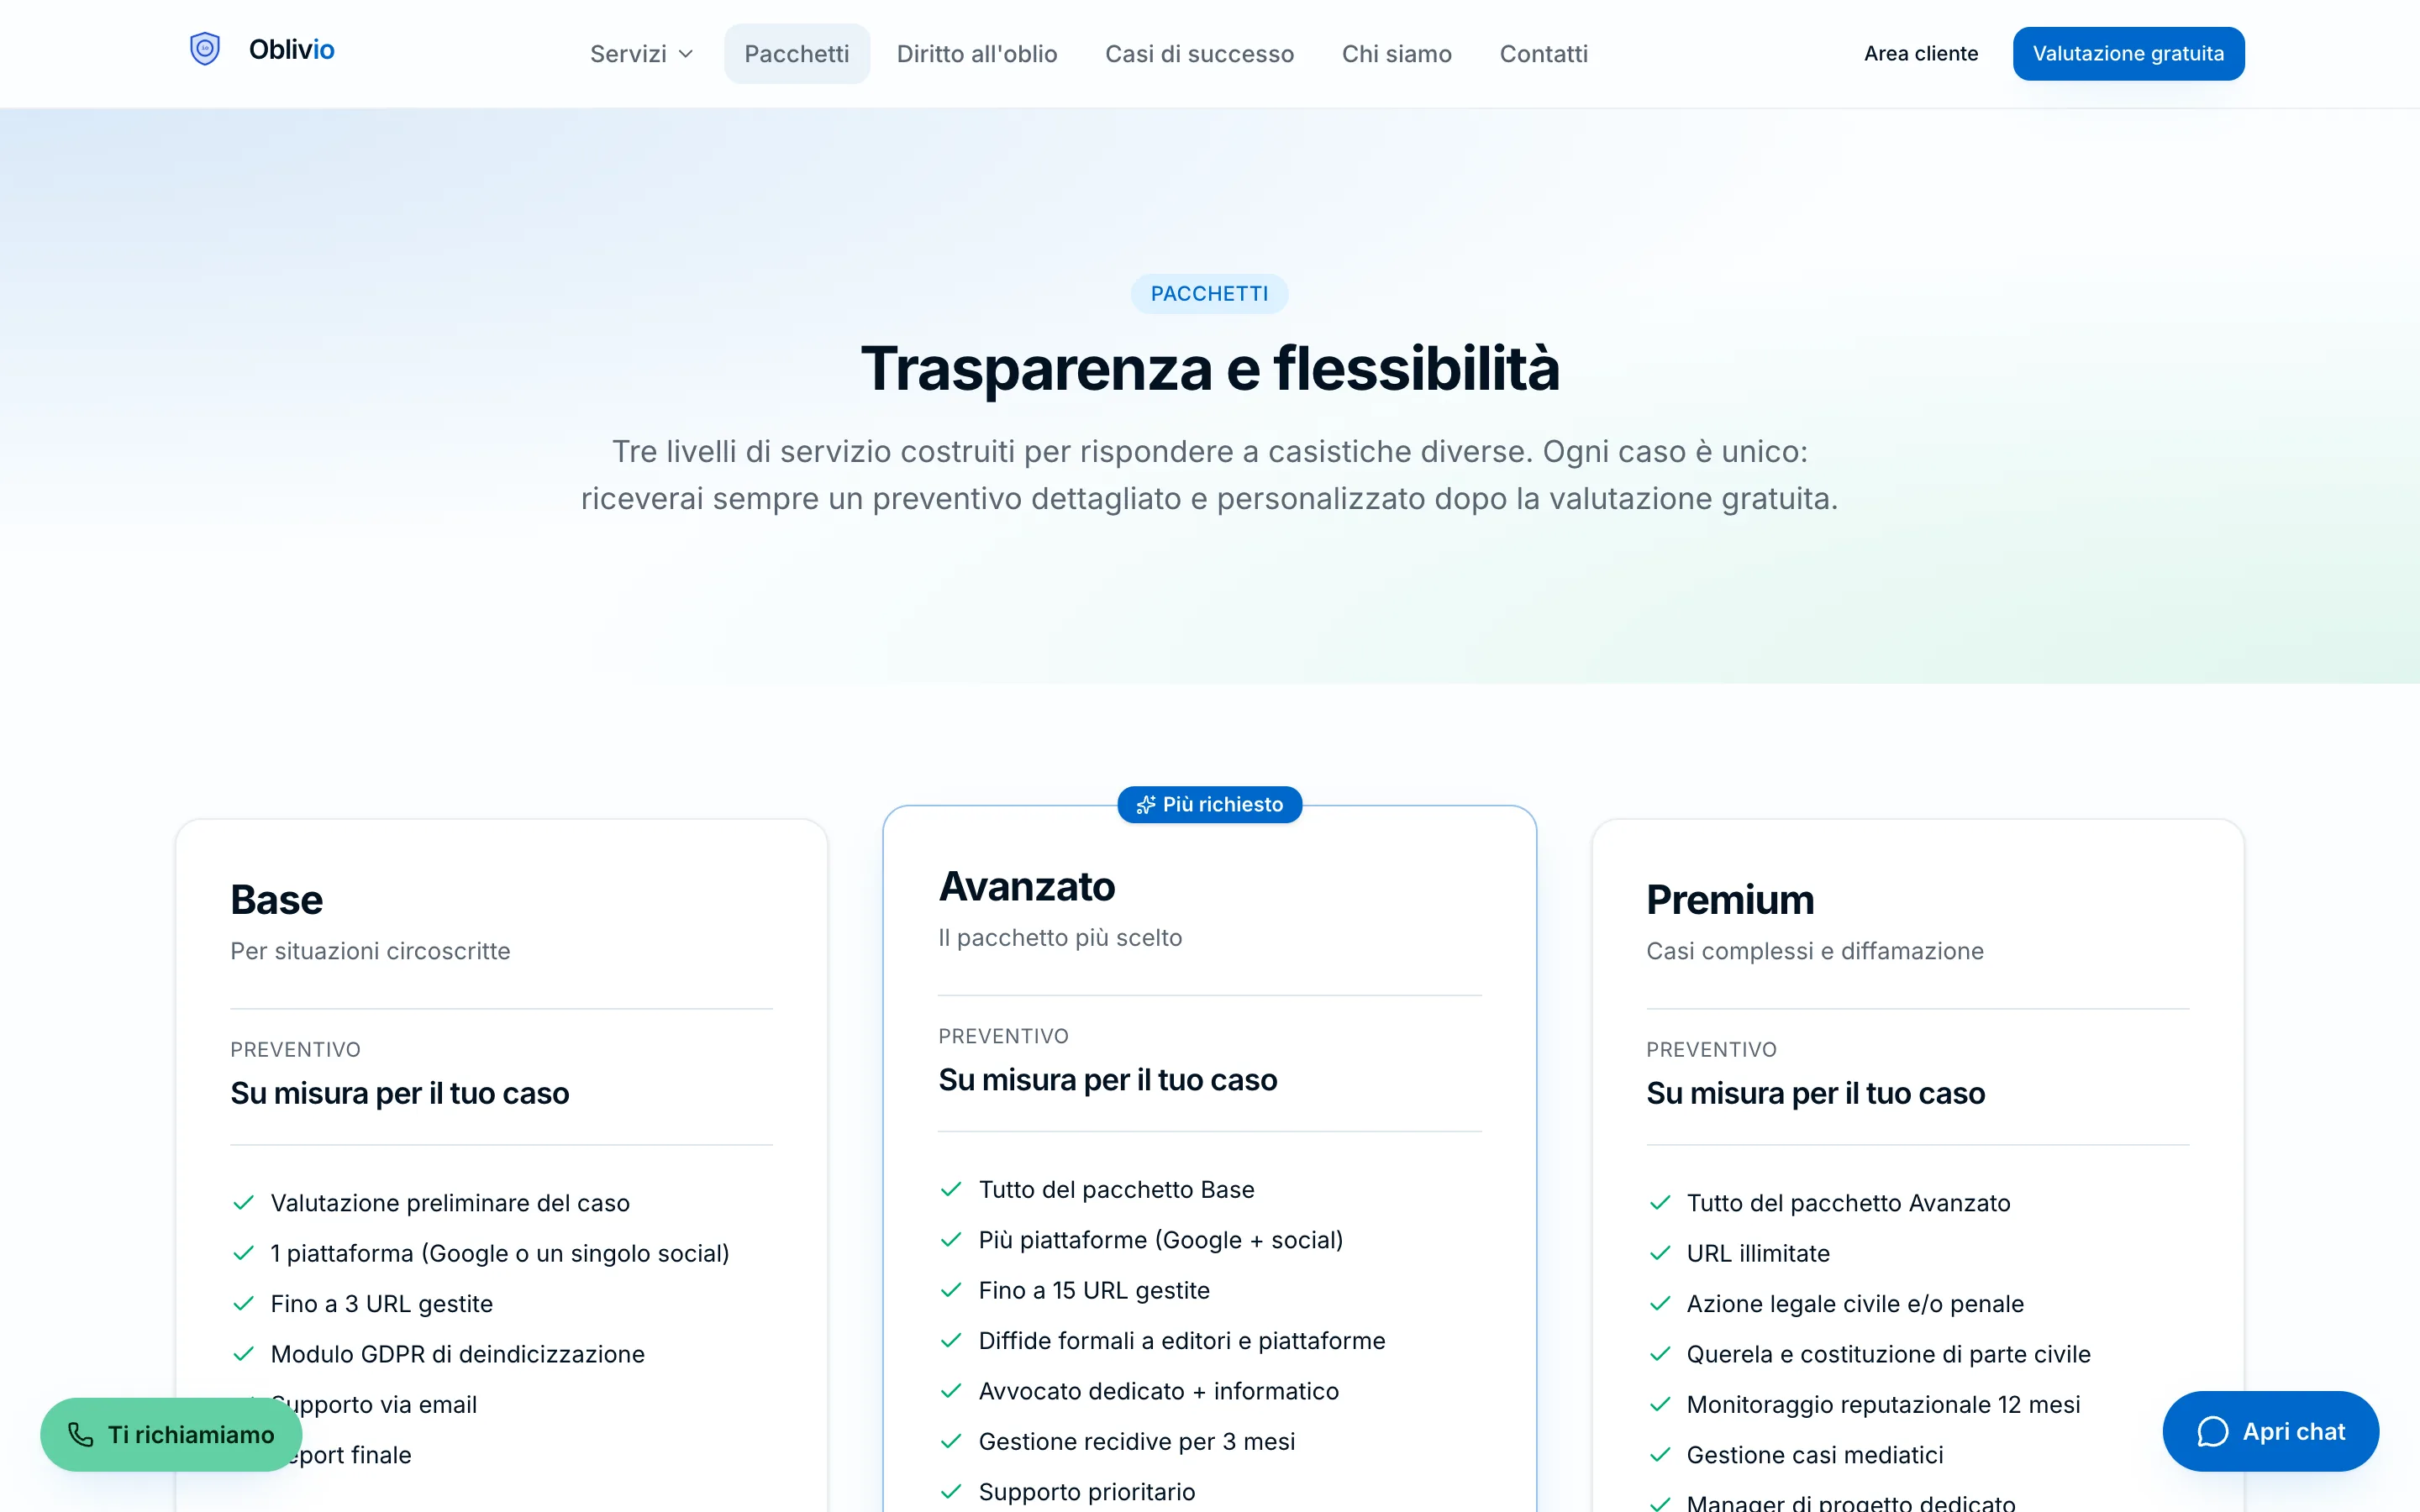 Oblivio
Servizi
Pacchetti
Diritto all'oblio
Casi di successo
Chi siamo
Contatti
Area cliente
Valutazione gratuita
PACCHETTI
Trasparenza e flessibilità
Tre livelli di servizio costruiti per rispondere a casistiche diverse. Ogni caso è unico:
riceverai sempre un preventivo dettagliato e personalizzato dopo la valutazione gratuita.
Base
Per situazioni circoscritte
PREVENTIVO
Su misura per il tuo caso
Valutazione preliminare del caso
1 piattaforma (Google o un singolo social)
Fino a 3 URL gestite
Modulo GDPR di deindicizzazione
Supporto via email
eport finale
Più richiesto
Avanzato
Il pacchetto più scelto
PREVENTIVO
Su misura per il tuo caso
Tutto del pacchetto Base
Più piattaforme (Google + social)
Fino a 15 URL gestite
Diffide formali a editori e piattaforme
Avvocato dedicato + informatico
Gestione recidive per 3 mesi
Supporto prioritario
Premium
Casi complessi e diffamazione
PREVENTIVO
Su misura per il tuo caso
Tutto del pacchetto Avanzato
URL illimitate
Azione legale civile e/o penale
Querela e costituzione di parte civile
Monitoraggio reputazionale 12 mesi
Gestione casi mediatici
Manager di progetto dedicato
Ti richiamiamo
Apri chat